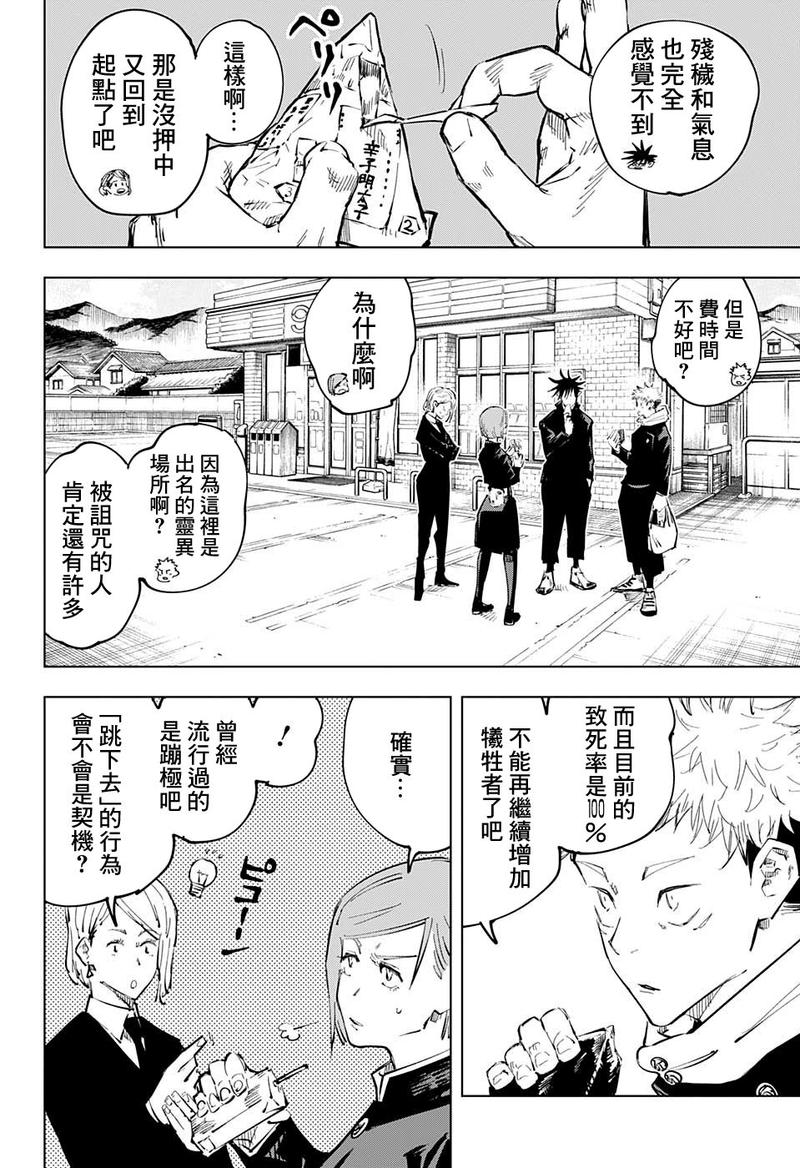 殘穢和氣息
也完全
感覺不到
ペリ
辛子明太子
2
這樣啊…
那是沒押中
又回到
起點了吧
但是
費時間
不好吧？
為什麼啊
因為這裡是
出名的靈異
場所啊？
被詛咒的人
肯定還有許多
而且目前的
致死率是100％
不能再繼續增加
犧牲者了吧
確實…
！
曾經
流行過的
是蹦極吧
「跳下去」的行為
會不會是契機？
ピコーン！